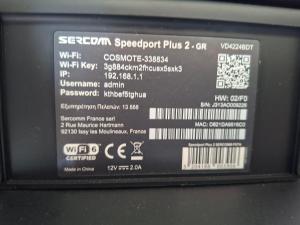 SERCOMM Speedport Plus 2 - GR VD4224BDT
Wi-Fi: COSMOTE-338834
Wi-Fi Key: 3g884ckm2fhcusx5sxk3
IP: 192.168.1.1
Username: admin
Password: kthbef5tghua
Εξυπηρέτηση Πελατών: 13 888
Sercomm France sarl
2 Rue Maurice Hartmann
92130 Issy les Moulineaux, France
HW: 02/F0
WiFi CERTIFIED 6
Made in China 12V 2.0A